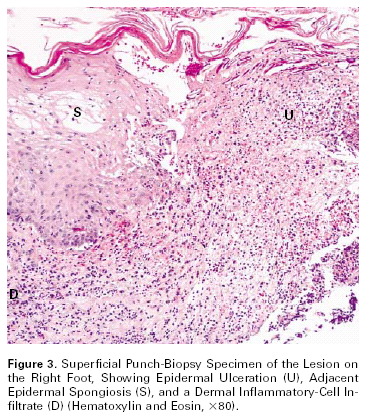 S
U
D
Figure 3. Superficial Punch-Biopsy Specimen of the Lesion on
the Right Foot, Showing Epidermal Ulceration (U), Adjacent
Epidermal Spongiosis (S), and a Dermal Inflammatory-Cell In-
filtrate (D) (Hematoxylin and Eosin, ×80).